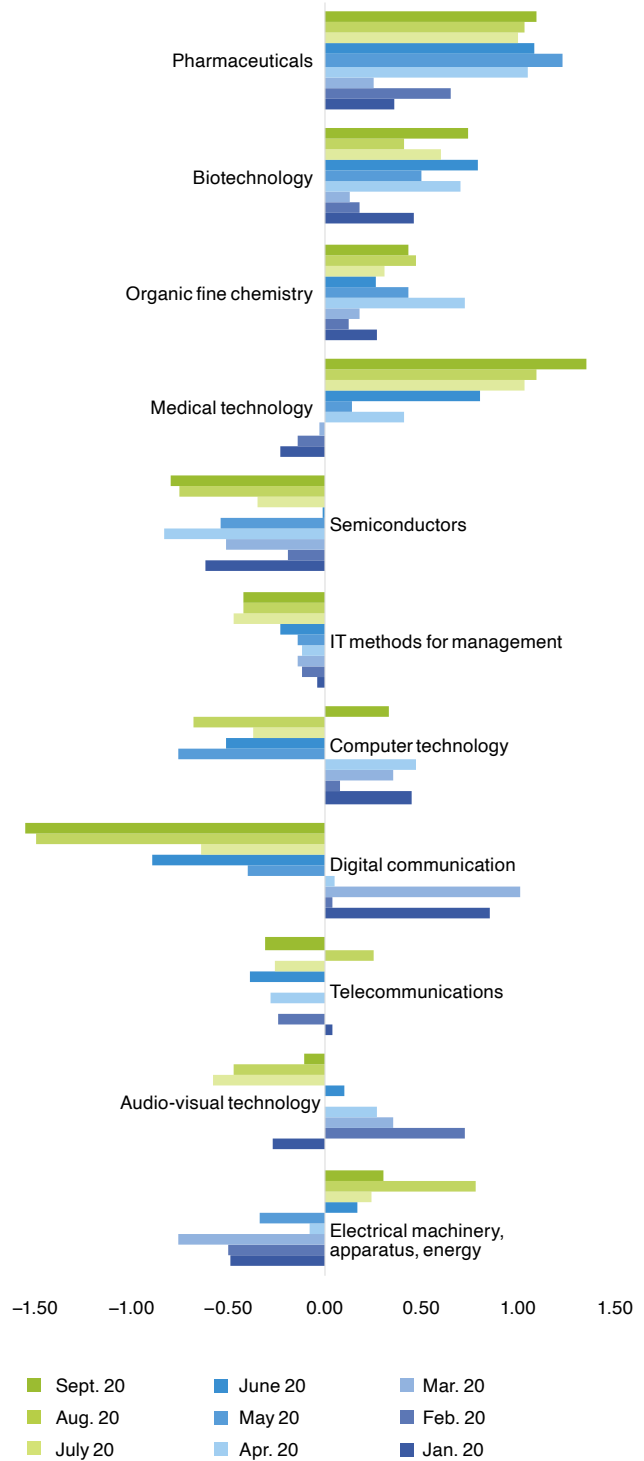 Pharmaceuticals
Biotechnology
Organic fine chemistry
Medical technology
Semiconductors
IT methods for management
Computer technology
Digital communication
Telecommunications
Audio-visual technology
Electrical machinery,
apparatus, energy
−1.50 −1.00 −0.50 0.00 0.50 1.00 1.50
Sept. 20 June 20 Mar. 20
Aug. 20 May 20 Feb. 20
July 20 Apr. 20 Jan. 20